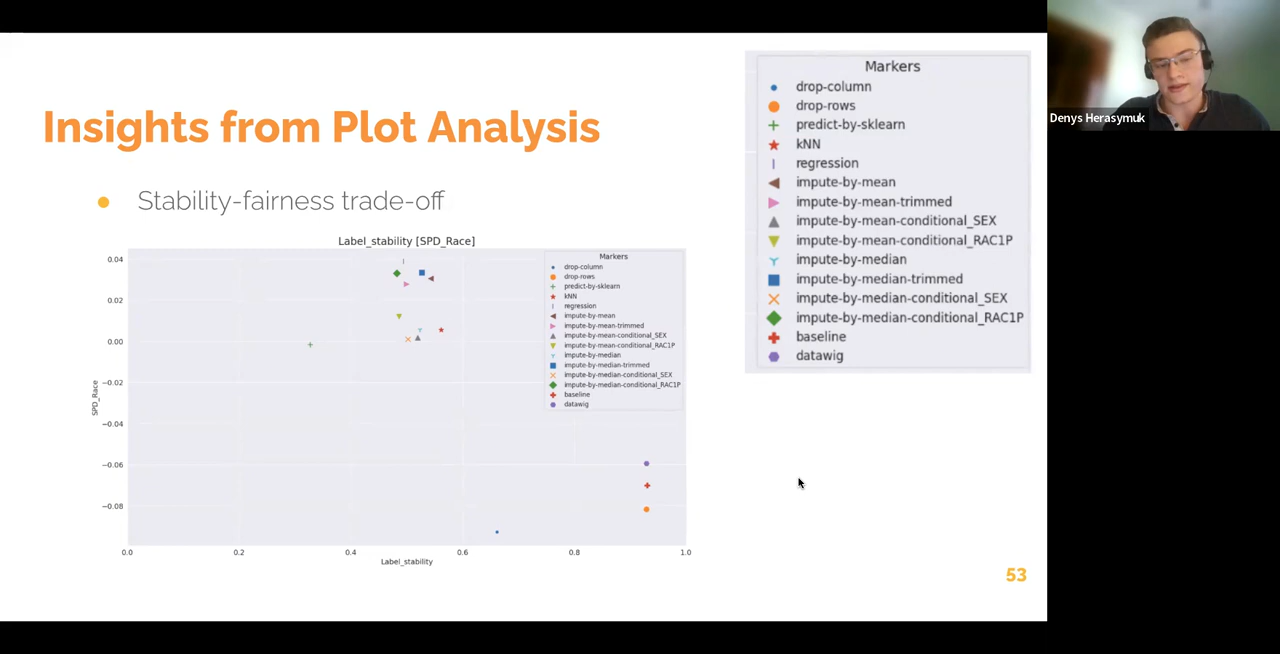 Insights from Plot Analysis
Stability-fairness trade-off
Label_stability [SPD_Race]
0.04
0.02
0.00
−0.02
−0.04
−0.06
−0.08
SPD_Race
0.0 0.2 0.4 0.6 0.8 1.0
Label_stability
Markers
drop-column
drop-rows
predict-by-sklearn
kNN
regression
impute-by-mean
impute-by-mean-trimmed
impute-by-mean-conditional_SEX
impute-by-mean-conditional_RAC1P
impute-by-median
impute-by-median-trimmed
impute-by-median-conditional_SEX
impute-by-median-conditional_RAC1P
baseline
datawig
Markers
drop-column
drop-rows
predict-by-sklearn
kNN
regression
impute-by-mean
impute-by-mean-trimmed
impute-by-mean-conditional_SEX
impute-by-mean-conditional_RAC1P
impute-by-median
impute-by-median-trimmed
impute-by-median-conditional_SEX
impute-by-median-conditional_RAC1P
baseline
datawig
53
Denys Herasymuk